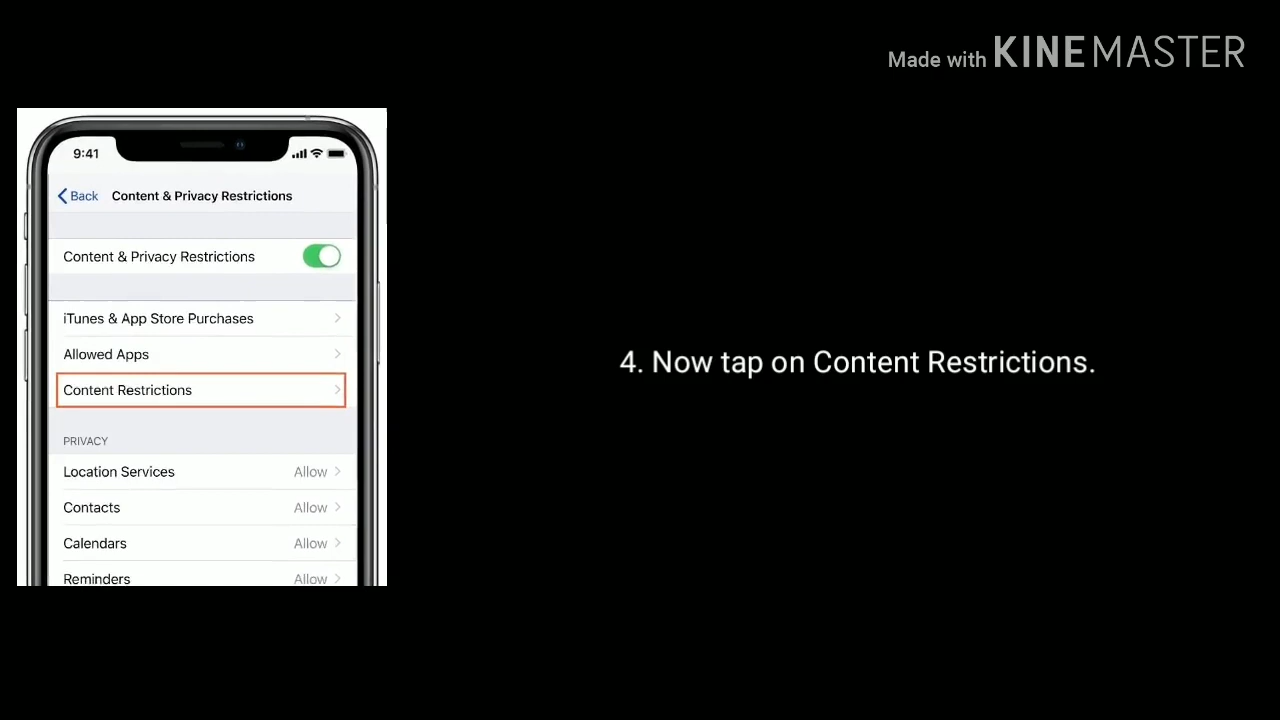 Made with KINEMASTER
9:41
Back Content & Privacy Restrictions
Content & Privacy Restrictions
iTunes & App Store Purchases
Allowed Apps
Content Restrictions
PRIVACY
Location Services Allow
Contacts Allow
Calendars Allow
Reminders Allow
4. Now tap on Content Restrictions.